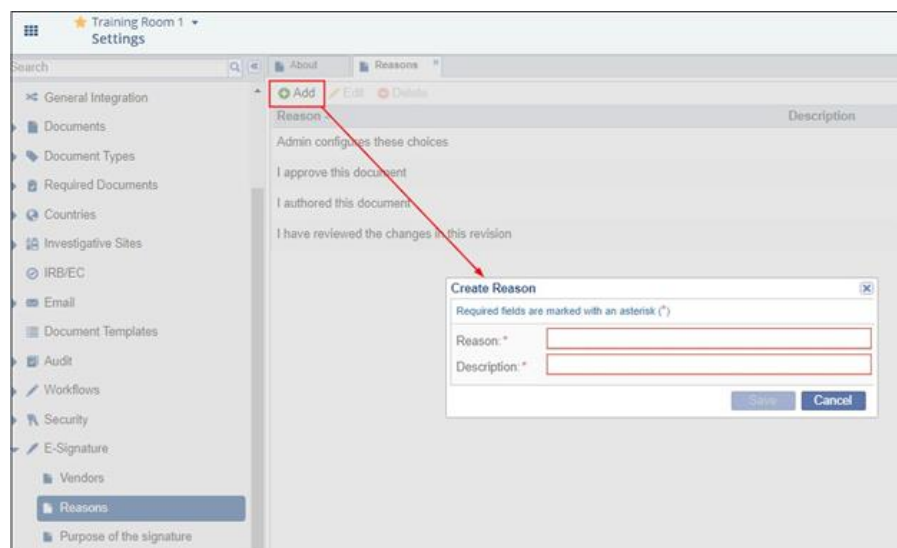 Training Room 1
Settings
Search
General Integration
Documents
Document Types
Required Documents
Countries
Investigative Sites
IRB/EC
Email
Document Templates
Audit
Workflows
Security
E-Signature
Vendors
Reasons
Purpose of the signature
About
Reasons
Add Edit Delete
Reason Description
Admin configures these choices
I approve this document
I authored this document
I have reviewed the changes in this revision
Create Reason
Required fields are marked with an asterisk (*)
Reason: *
Description: *
Save Cancel